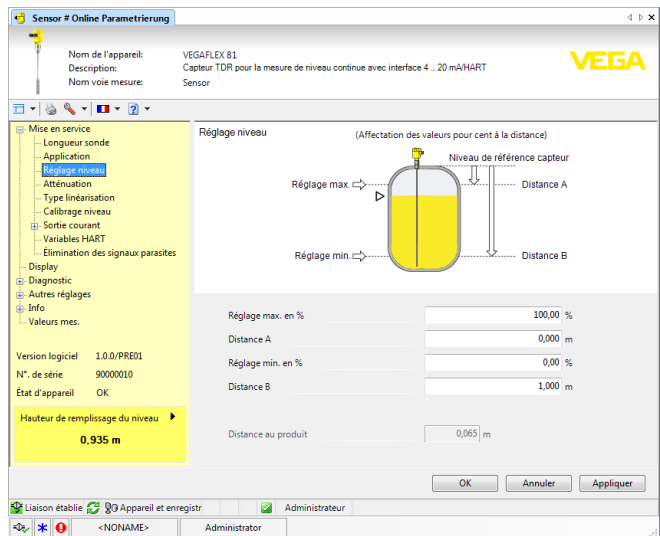 Sensor # Online Parametrierung
Nom de l'appareil: VEGAFLEX 81
Description: Capteur TDR pour la mesure de niveau continue avec interface 4 .. 20 mA/HART
Nom voie mesure: Sensor
VEGA
Mise en service
Longueur sonde
Application
Réglage niveau
Atténuation
Type linéarisation
Calibrage niveau
Sortie courant
Variables HART
Élimination des signaux parasites
Display
Diagnostic
Autres réglages
Info
Valeurs mes.
Version logiciel 1.0.0/PRE01
N°. de série 90000010
État d'appareil OK
Hauteur de remplissage du niveau
0,935 m
Réglage niveau
(Affectation des valeurs pour cent à la distance)
Niveau de référence capteur
Réglage max.
Distance A
Réglage min.
Distance B
Réglage max. en % 100,00 %
Distance A 0,000 m
Réglage min. en % 0,00 %
Distance B 1,000 m
Distance au produit 0,065 m
OK Annuler Appliquer
Liaison établie Appareil et enregistr Administrateur
<NONAME> Administrator